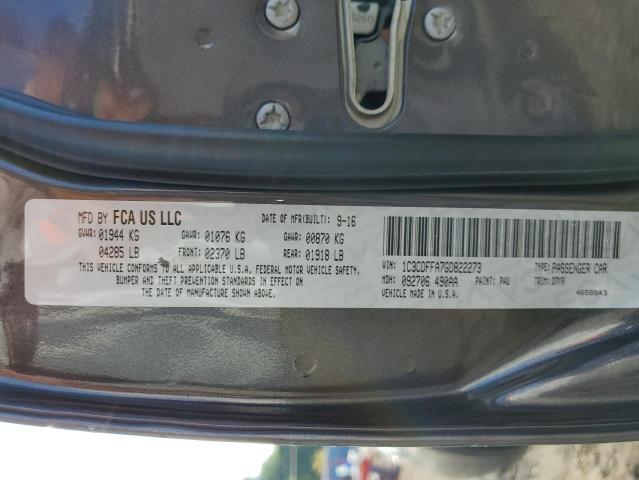 1260
MFD BY FCA US LLC DATE OF MFR(BUILT): 9-16
GVWR: 01944 KG GAWR: 01076 KG GAWR: 00870 KG
04285 LB FRONT: 02370 LB REAR: 01918 LB
THIS VEHICLE CONFORMS TO ALL APPLICABLE U.S.A. FEDERAL MOTOR VEHICLE SAFETY,
BUMPER AND THEFT PREVENTION STANDARDS IN EFFECT ON
THE DATE OF MANUFACTURE SHOWN ABOVE.
VIN: 1C3CDFFA7GD822273 TYPE: PASSENGER CAR
MDH: 092706 490AA PAINT: PAU TRIM: DMX9
VEHICLE MADE IN U.S.A. 4658843